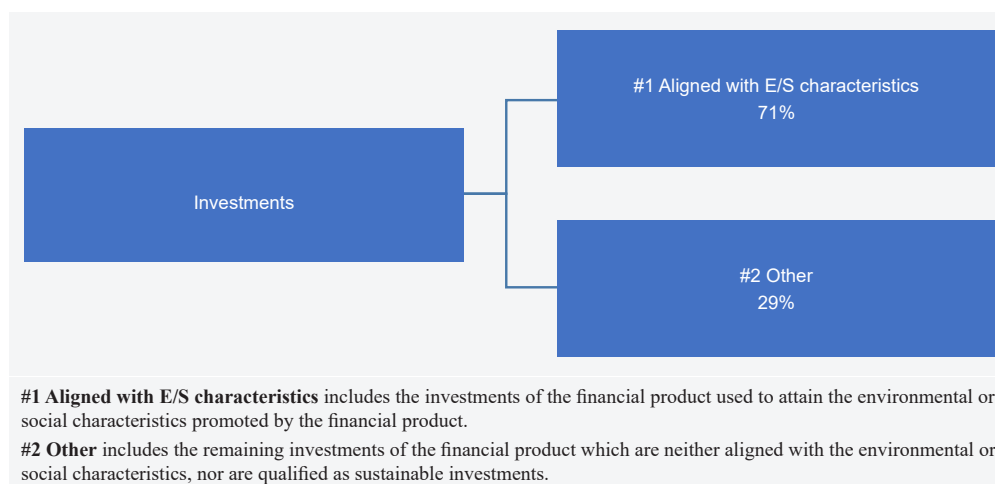 #1 Aligned with E/S characteristics
71%
Investments
#2 Other
29%
#1 Aligned with E/S characteristics includes the investments of the financial product used to attain the environmental or
social characteristics promoted by the financial product.
#2 Other includes the remaining investments of the financial product which are neither aligned with the environmental or
social characteristics, nor are qualified as sustainable investments.